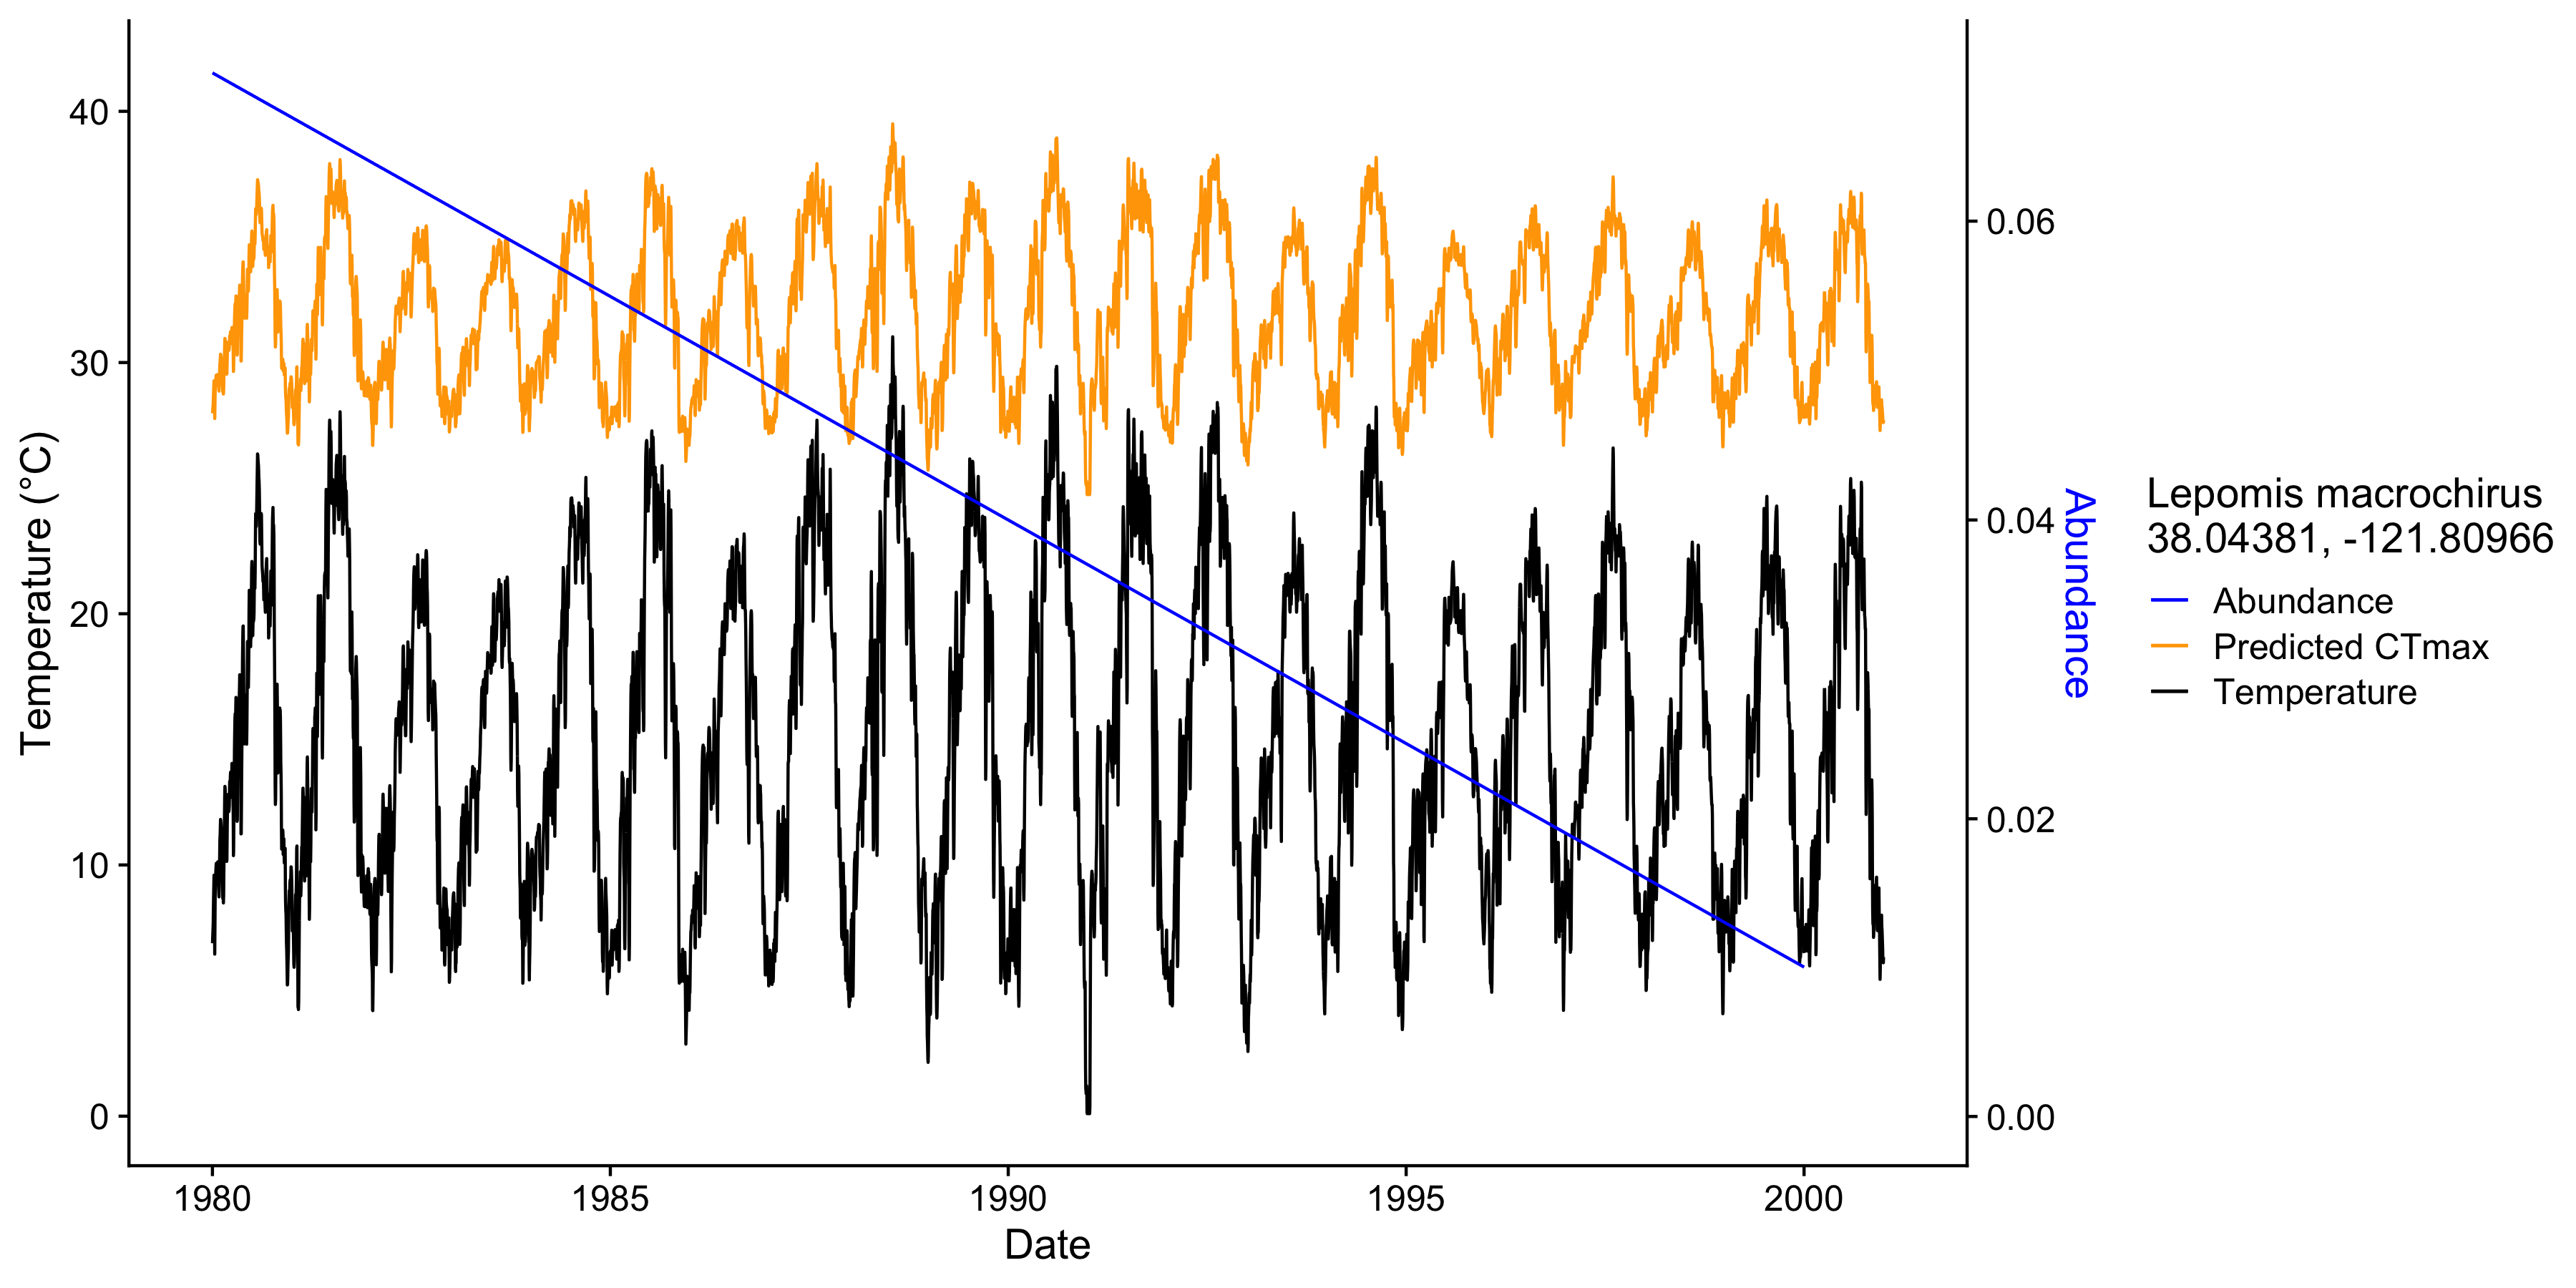 40
30
20
10
0
Temperature (°C)
1980
1985
1990
1995
2000
Date
0.06
0.04
0.02
0.00
Abundance
Lepomis macrochirus
38.04381, -121.80966
Abundance
Predicted CTmax
Temperature